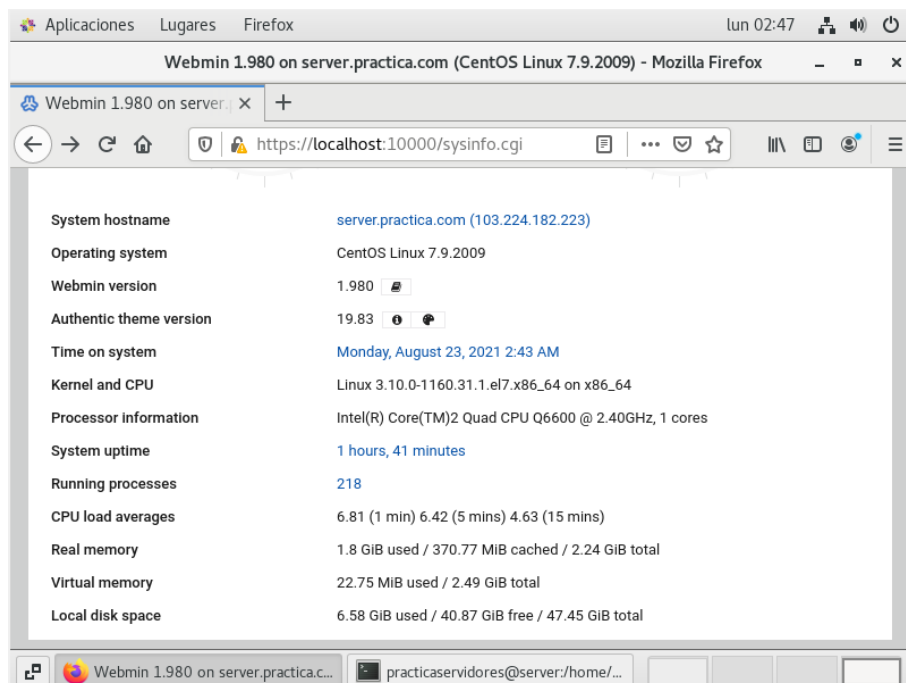 Aplicaciones Lugares Firefox lun 02:47
Webmin 1.980 on server.practica.com (CentOS Linux 7.9.2009) - Mozilla Firefox
Webmin 1.980 on server.
https://localhost:10000/sysinfo.cgi
System hostname server.practica.com (103.224.182.223)
Operating system CentOS Linux 7.9.2009
Webmin version 1.980
Authentic theme version 19.83
Time on system Monday, August 23, 2021 2:43 AM
Kernel and CPU Linux 3.10.0-1160.31.1.el7.x86_64 on x86_64
Processor information Intel(R) Core(TM)2 Quad CPU Q6600 @ 2.40GHz, 1 cores
System uptime 1 hours, 41 minutes
Running processes 218
CPU load averages 6.81 (1 min) 6.42 (5 mins) 4.63 (15 mins)
Real memory 1.8 GiB used / 370.77 MiB cached / 2.24 GiB total
Virtual memory 22.75 MiB used / 2.49 GiB total
Local disk space 6.58 GiB used / 40.87 GiB free / 47.45 GiB total
Webmin 1.980 on server.practica.c... practicaservidores@server:/home/...